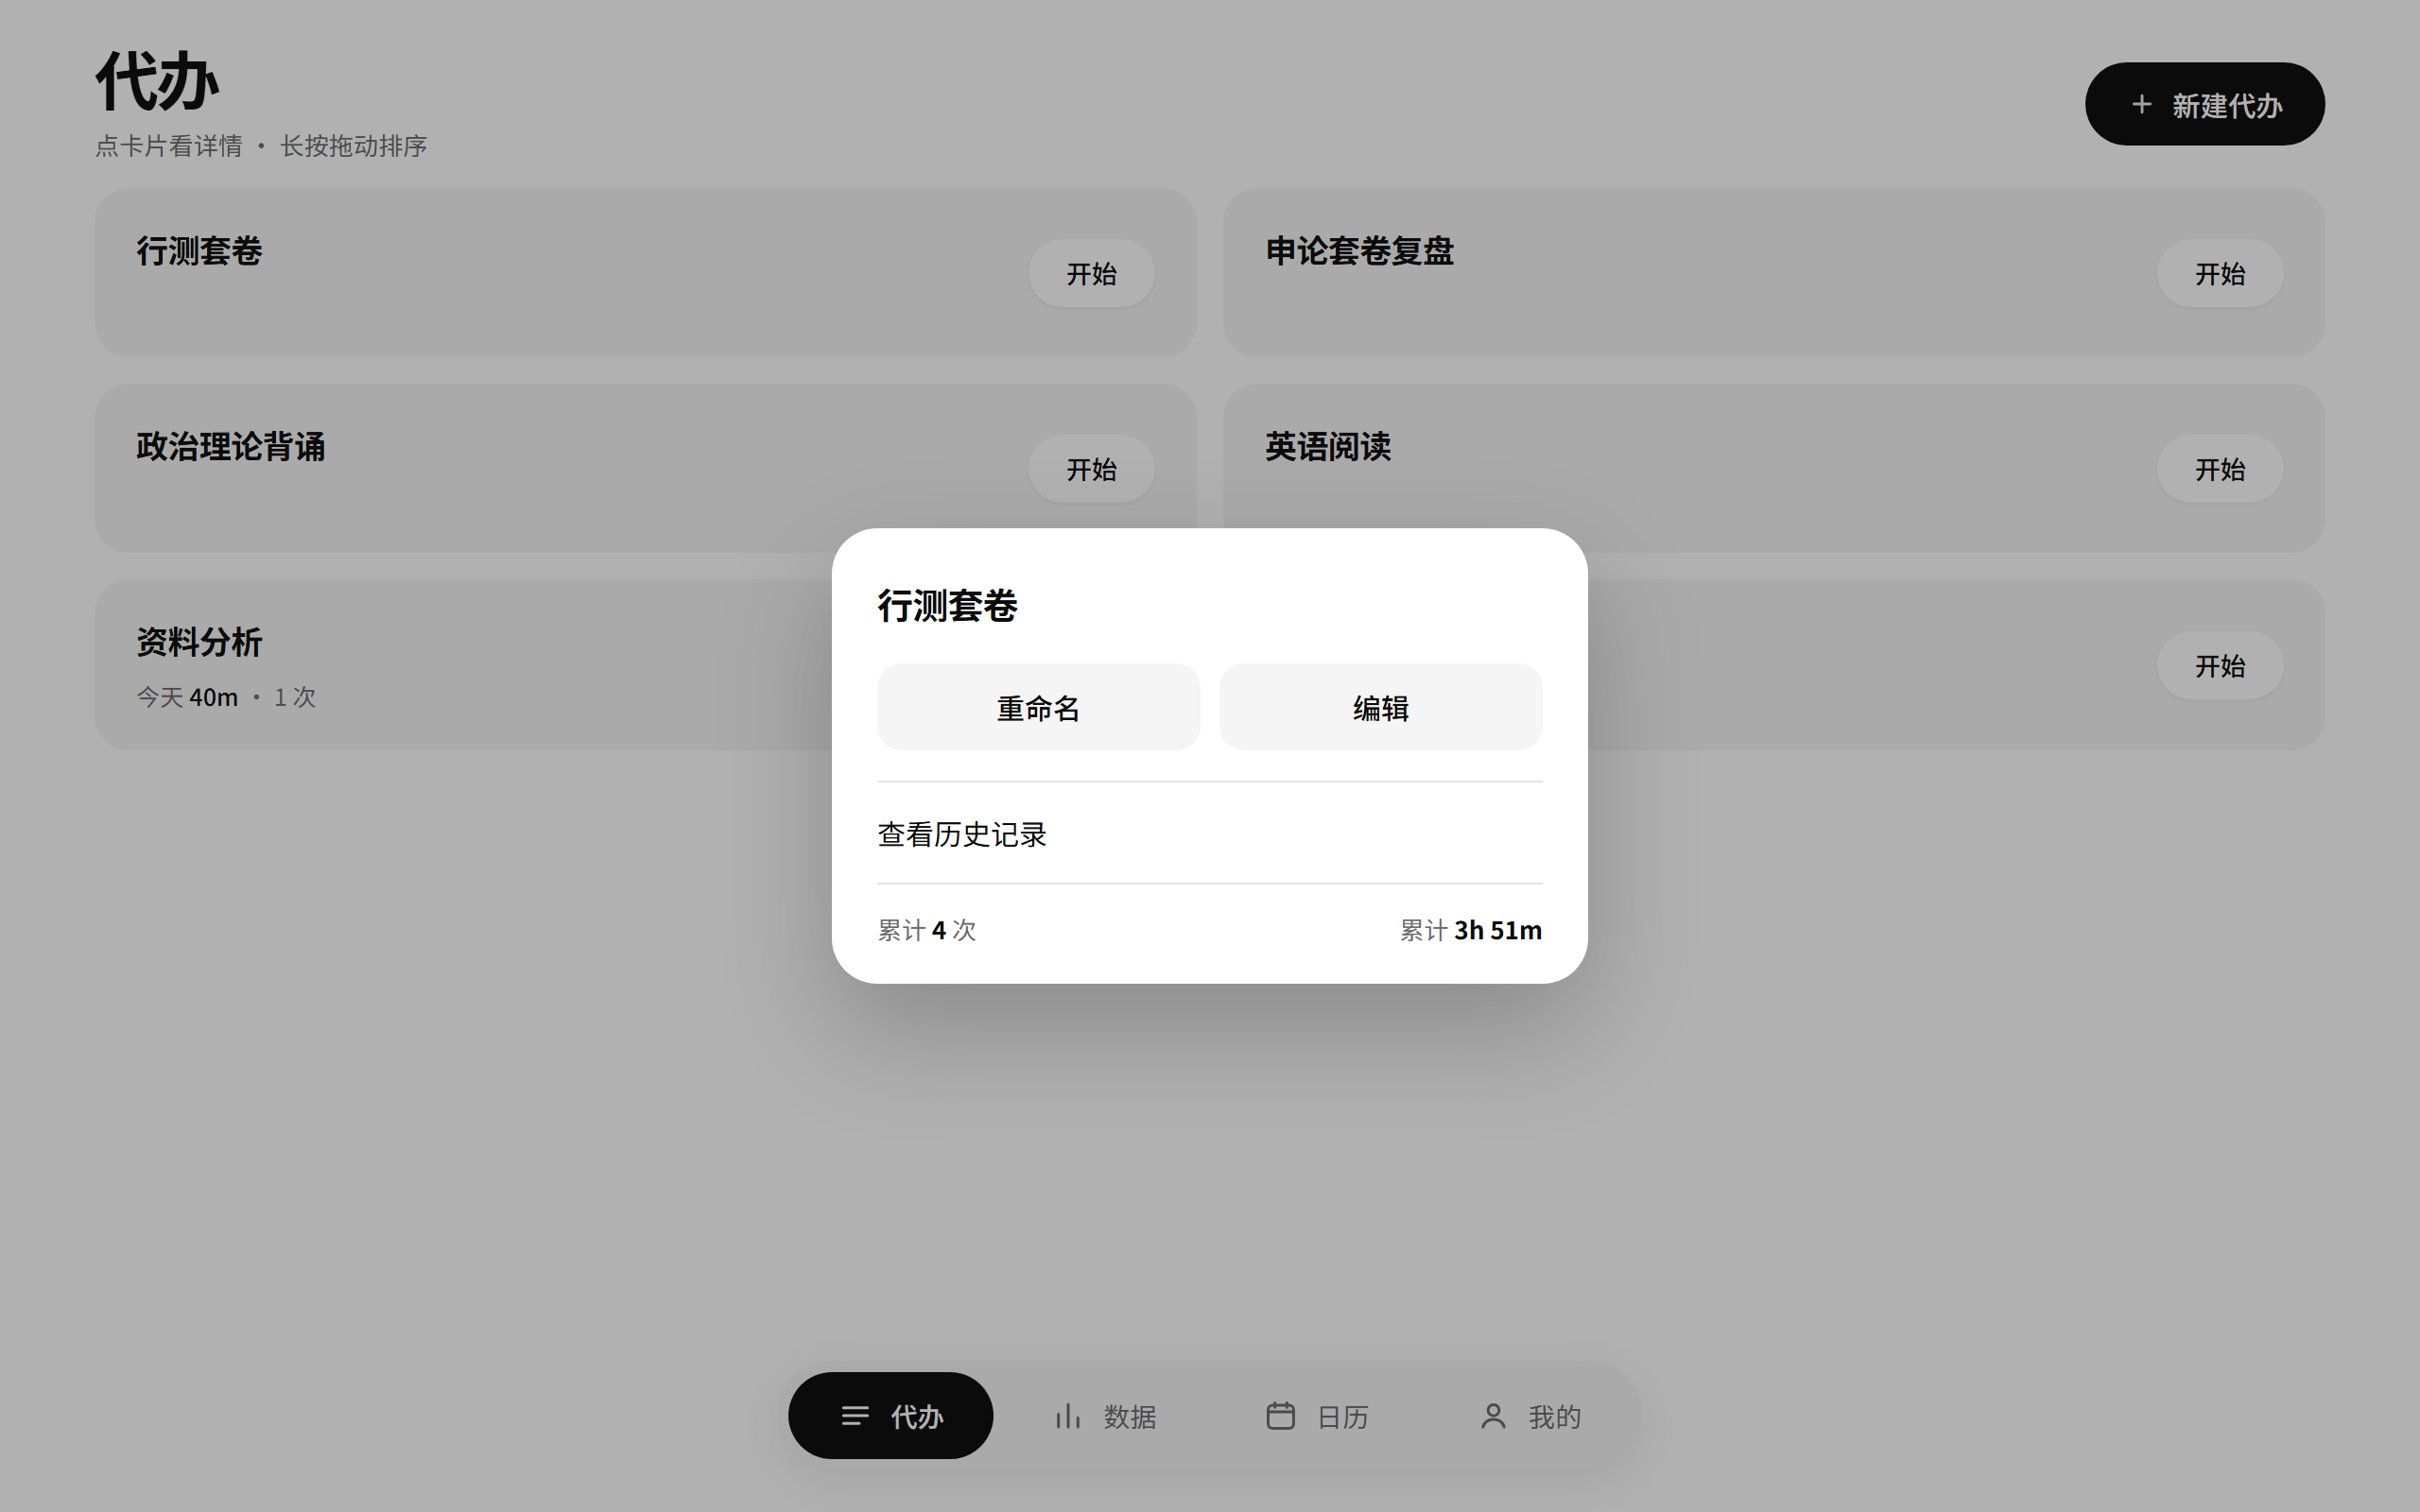 代办
点卡片看详情 · 长按拖动排序
+ 新建代办
行测套卷
开始
申论套卷复盘
开始
政治理论背诵
开始
英语阅读
开始
资料分析
今天 40m · 1 次
开始
行测套卷
重命名
编辑
查看历史记录
累计 4 次
累计 3h 51m
代办
数据
日历
我的